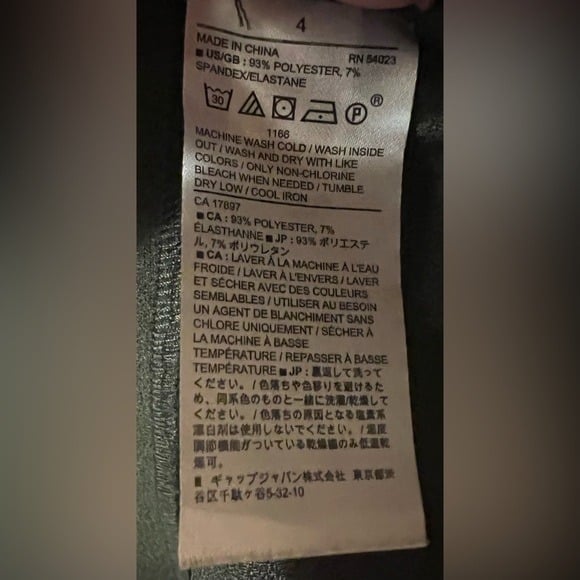 4
MADE IN CHINA RN 54023
■ US/GB : 93% POLYESTER, 7%
SPANDEX/ELASTANE
30 P ®
1166
MACHINE WASH COLD / WASH INSIDE
OUT / WASH AND DRY WITH LIKE
COLORS / ONLY NON-CHLORINE
BLEACH WHEN NEEDED / TUMBLE
DRY LOW / COOL IRON
CA 17897
■ CA : 93% POLYESTER, 7%
ÉLASTHANNE ■ JP : 93% ポリエステ
ル, 7% ポリウレタン
■ CA : LAVER À LA MACHINE À L'EAU
FROIDE / LAVER À L'ENVERS / LAVER
ET SÉCHER AVEC DES COULEURS
SEMBLABLES / UTILISER AU BESOIN
UN AGENT DE BLANCHIMENT SANS
CHLORE UNIQUEMENT / SÉCHER À
LA MACHINE À BASSE
TEMPÉRATURE / REPASSER À BASSE
TEMPÉRATURE ■ JP : 裏返して洗って
ください。/ 色落ちや色移りを避けるた
め、同系色のものと一緒に洗濯/乾燥して
ください。/ 色落ちの原因となる塩素系
漂白剤は使用しないでください。/ 温度
調節機能がついている乾燥機のみ低温乾
燥可。
■ ギャップジャパン株式会社 東京都渋
谷区千駄ヶ谷5-32-10